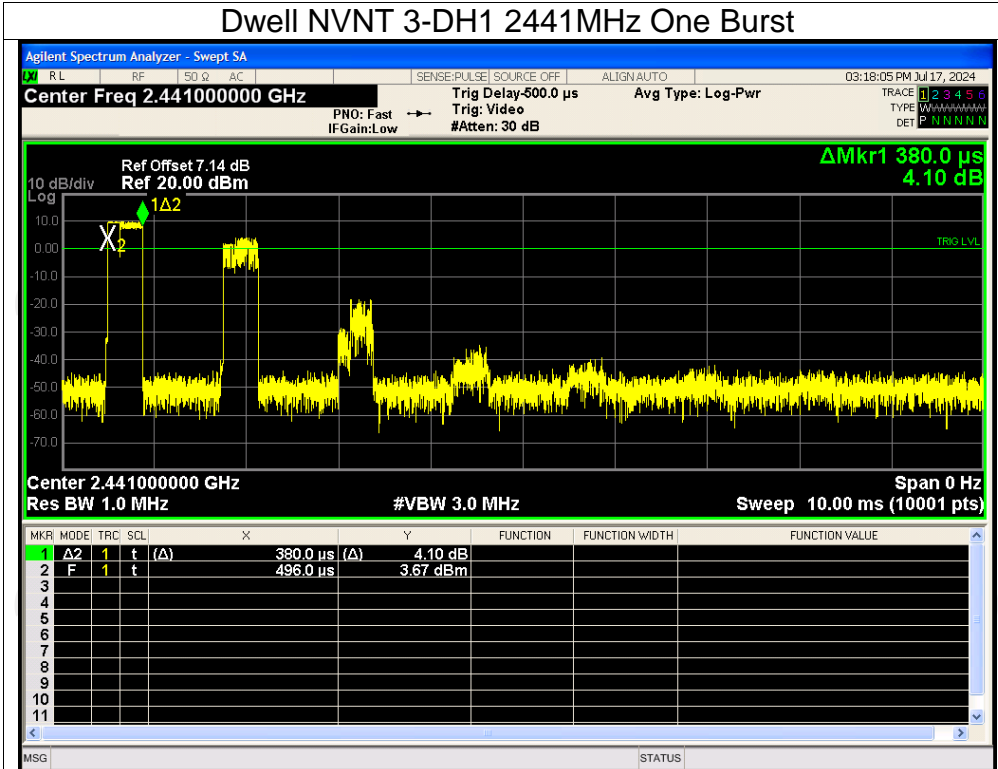 Dwell NVNT 3-DH1 2441MHz One Burst
Agilent Spectrum Analyzer - Swept SA
LXI RL RF 50 Ω AC SENSE:PULSE SOURCE OFF ALIGN AUTO 03:18:05 PM Jul 17, 2024
Center Freq 2.441000000 GHz Trig Delay-500.0 µs Avg Type: Log-Pwr TRACE 1 2 3 4 5 6
PNO: Fast Trig: Video TYPE WWWWWW
IFGain:Low #Atten: 30 dB DET P N N N N N
ΔMkr1 380.0 µs
Ref Offset 7.14 dB
10 dB/div Ref 20.00 dBm 4.10 dB
Log
1Δ2
10.0
X2
TRIG LVL
0.00
-10.0
-20.0
-30.0
-40.0
-50.0
-60.0
-70.0
Center 2.441000000 GHz Span 0 Hz
Res BW 1.0 MHz #VBW 3.0 MHz Sweep 10.00 ms (10001 pts)
MKR MODE TRC SCL X Y FUNCTION FUNCTION WIDTH FUNCTION VALUE
1 Δ2 1 t (Δ) 380.0 µs (Δ) 4.10 dB
2 F 1 t 496.0 µs 3.67 dBm
3
4
5
6
7
8
9
10
11
MSG STATUS